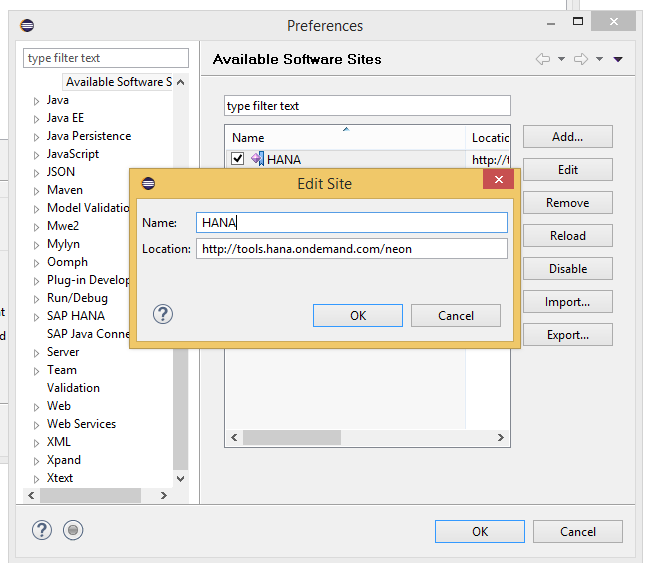 Preferences
type filter text
Available Software S
Java
Java EE
Java Persistence
JavaScript
JSON
Maven
Model Validatio
Mwe2
Mylyn
Oomph
Plug-in Develop
Run/Debug
SAP HANA
SAP Java Conne
Server
Team
Validation
Web
Web Services
XML
Xpand
Xtext
Available Software Sites
type filter text
Name
Location
HANA
http://t
Add...
Edit
Remove
Reload
Disable
Import...
Export...
Edit Site
Name:
HANA
Location:
http://tools.hana.ondemand.com/neon
OK
Cancel
OK
Cancel